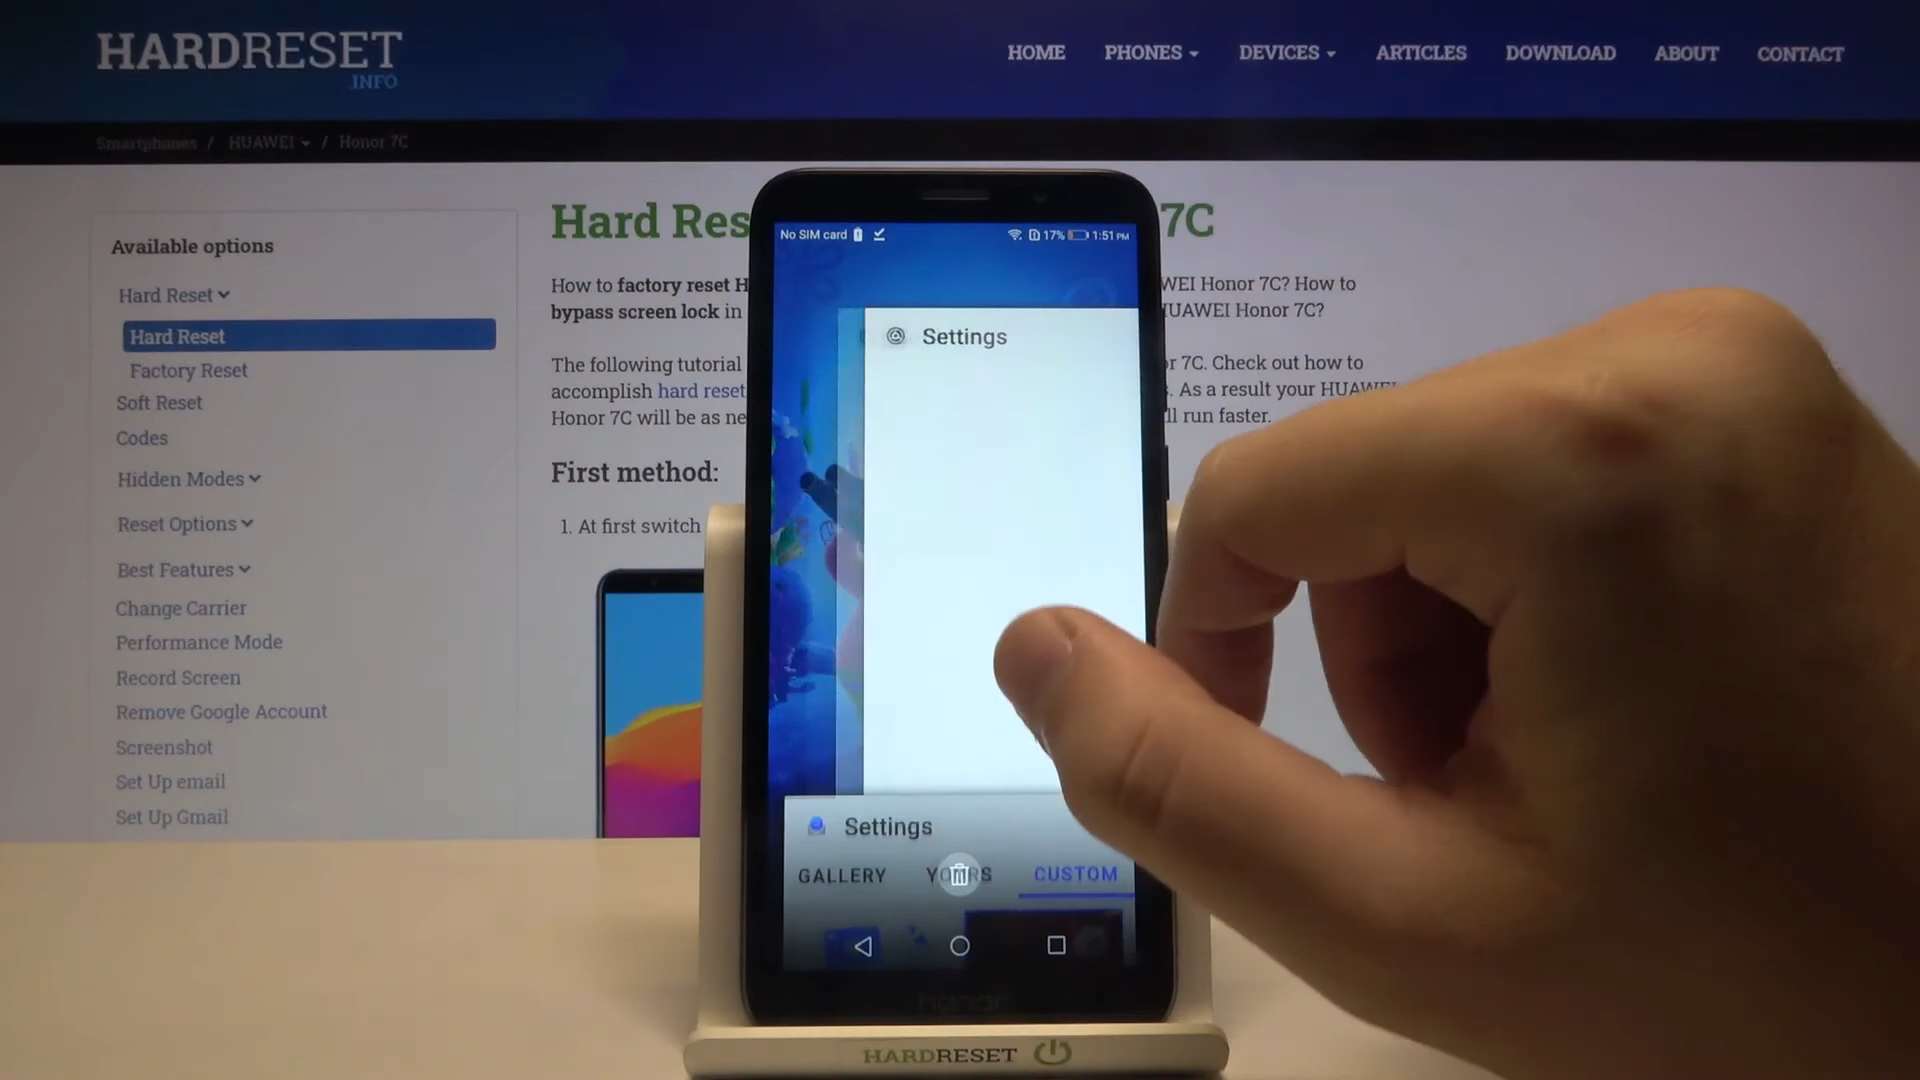 HARDRESET
.INFO
HOME PHONES DEVICES ARTICLES DOWNLOAD ABOUT CONTACT
Smartphones / HUAWEI / Honor 7C
Available options
Hard Reset
Hard Reset
Factory Reset
Soft Reset
Codes
Hidden Modes
Reset Options
Best Features
Change Carrier
Performance Mode
Record Screen
Remove Google Account
Screenshot
Set Up email
Set Up Gmail
Hard Res 7C
How to factory reset H WEI Honor 7C? How to
bypass screen lock in UAWEI Honor 7C?
The following tutorial r 7C. Check out how to
accomplish hard reset . As a result your HUAWEI
Honor 7C will be as ne ll run faster.
First method:
1. At first switch
No SIM card 17% 1:51 PM
Settings
Settings
GALLERY YOURS CUSTOM
honor
HARDRESET